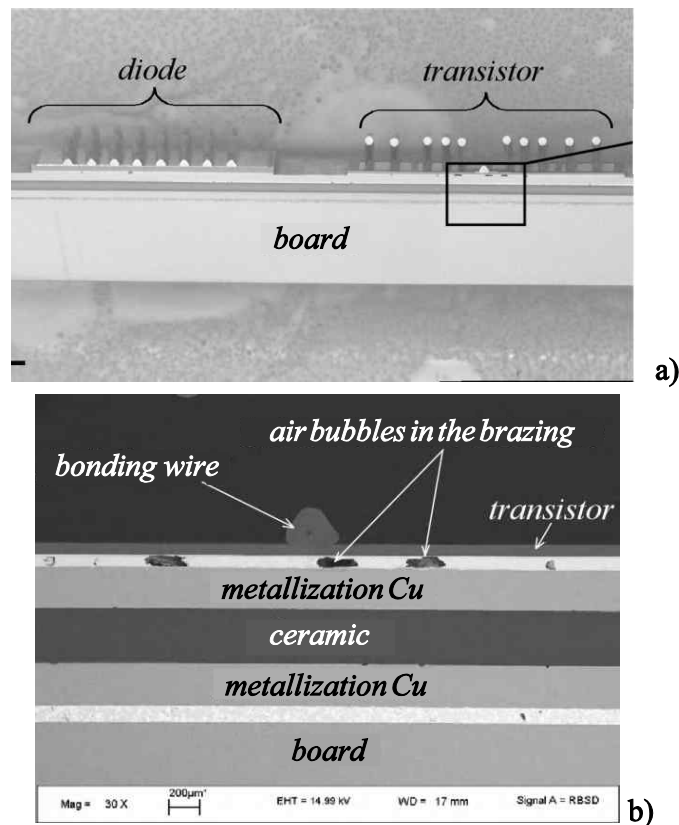 diode
transistor
board
a)
air bubbles in the brazing
bonding wire
transistor
metallization Cu
ceramic
metallization Cu
board
Mag = 30 X 200µm EHT = 14.99 kV WD = 17 mm Signal A = RBSD
b)